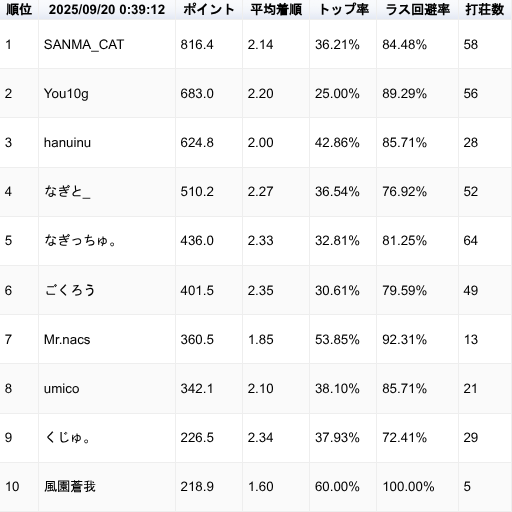 順位 2025/09/20 0:39:12 ポイント 平均着順 トップ率 ラス回避率 打荘数
1 SANMA_CAT 816.4 2.14 36.21% 84.48% 58
2 You10g 683.0 2.20 25.00% 89.29% 56
3 hanuinu 624.8 2.00 42.86% 85.71% 28
4 なぎと_ 510.2 2.27 36.54% 76.92% 52
5 なぎっちゅ。 436.0 2.33 32.81% 81.25% 64
6 ごくろう 401.5 2.35 30.61% 79.59% 49
7 Mr.nacs 360.5 1.85 53.85% 92.31% 13
8 umico 342.1 2.10 38.10% 85.71% 21
9 くじゅ。 226.5 2.34 37.93% 72.41% 29
10 風園蒼我 218.9 1.60 60.00% 100.00% 5